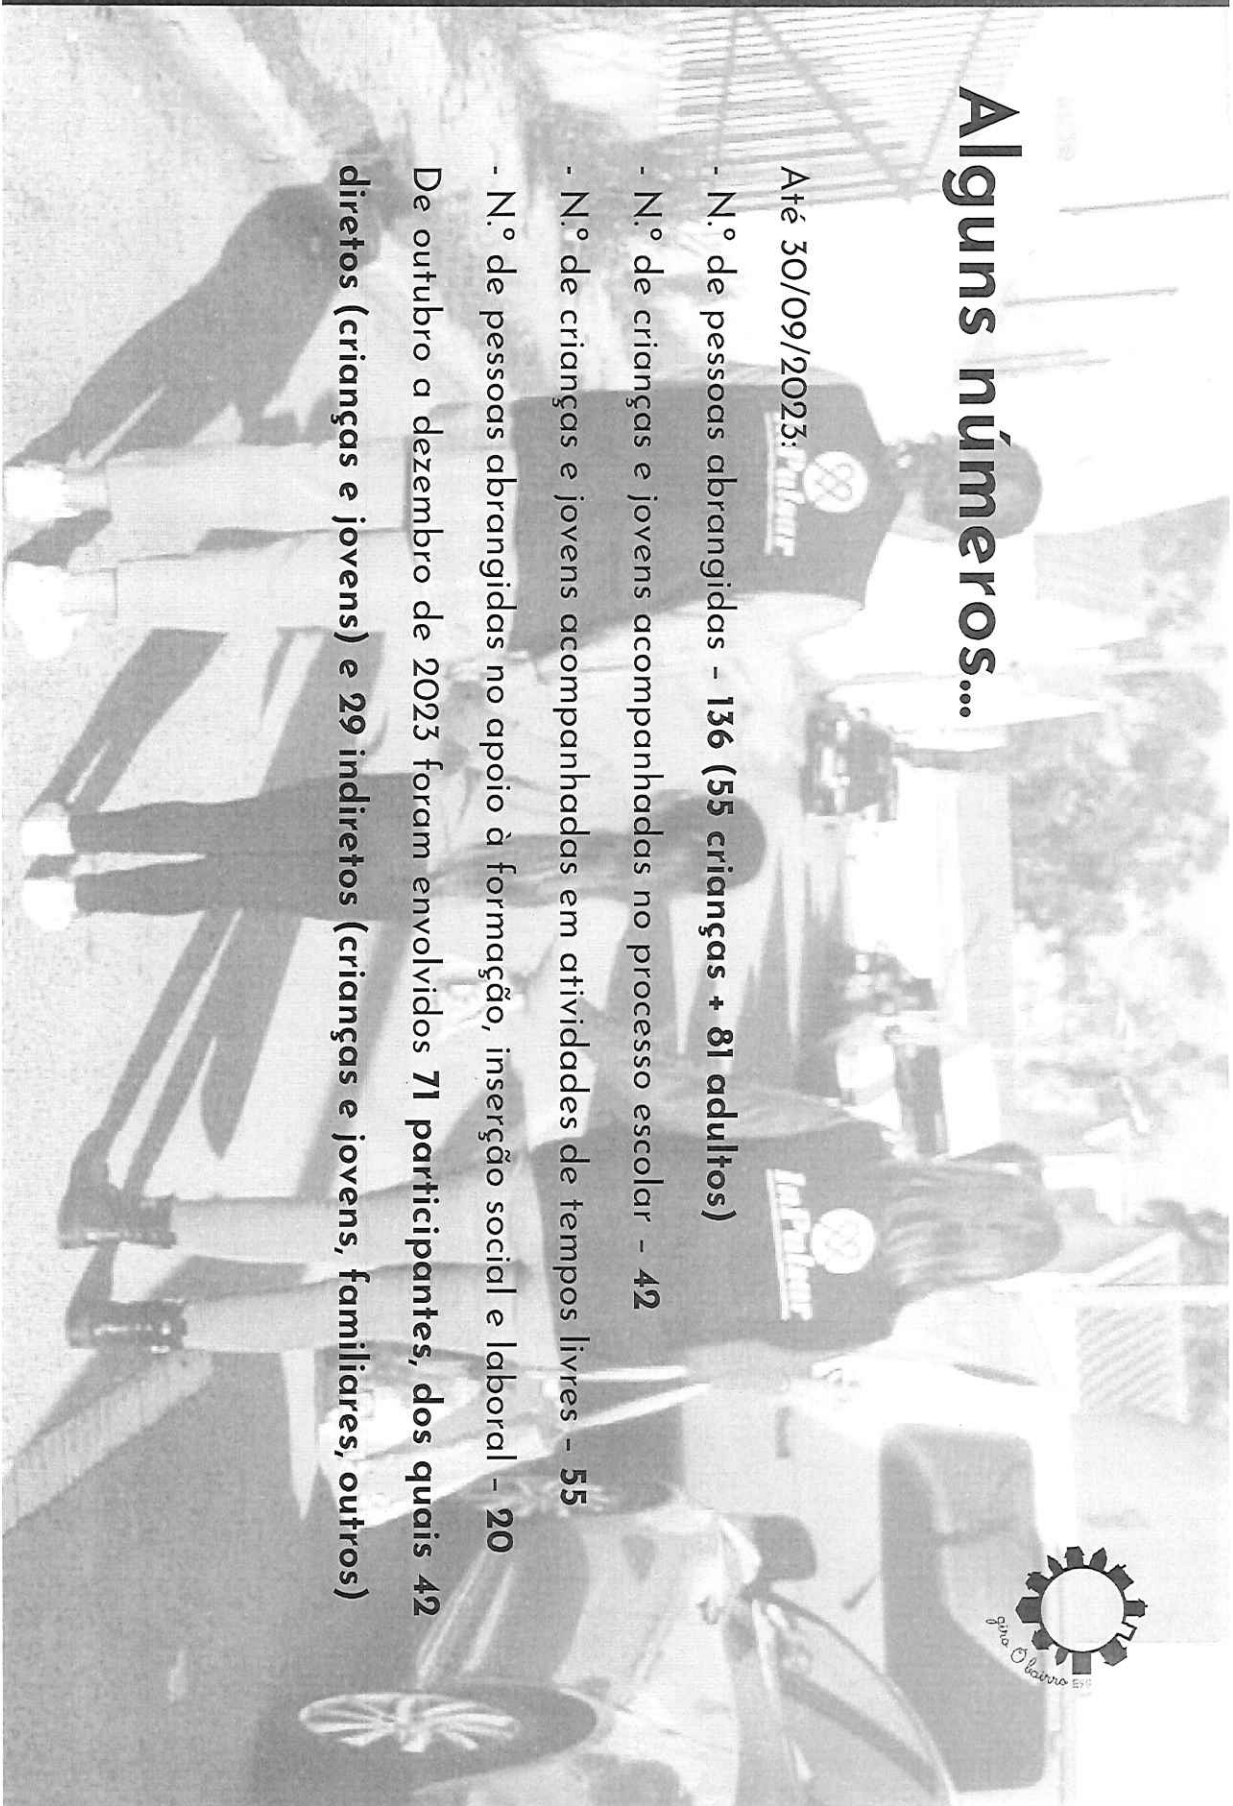 Alguns números...
Até 30/09/2023:
- N.º de pessoas abrangidas - 136 (55 crianças + 81 adultos)
- N.º de crianças e jovens acompanhadas no processo escolar - 42
- N.º de crianças e jovens acompanhadas em atividades de tempos livres - 55
- N.º de pessoas abrangidas no apoio à formação, inserção social e laboral - 20
De outubro a dezembro de 2023 foram envolvidos 71 participantes, dos quais 42
diretos (crianças e jovens) e 29 indiretos (crianças e jovens, familiares, outros)
giro Ó bairro